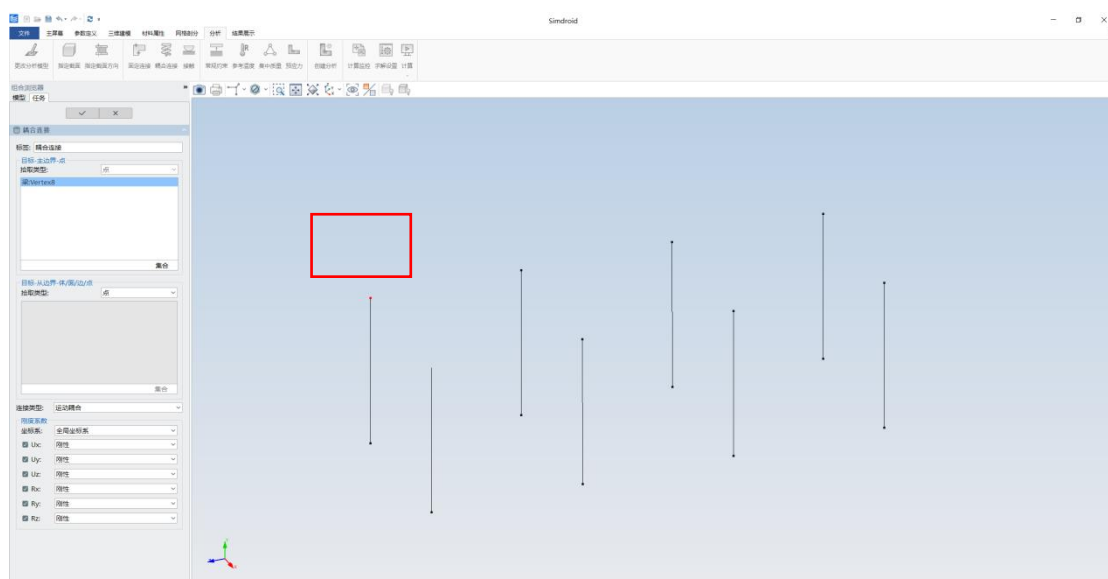 Simdroid
文件 主屏幕 参数定义 三维建模 材料属性 网格剖分 分析 结果展示
更改分析模型 指定截面 指定截面方向 固连连接 耦合连接 接触 常规约束 参考温度 集中质量 预应力 创建分析 计算监控 求解设置 计算
组合浏览器
模型 任务
耦合连接
标签: 耦合连接
目标-主边界-点
拾取类型: 点
梁:Vertex8
集合
目标-从边界-体/面/边/点
拾取类型: 点
集合
连接类型: 运动耦合
刚度系数
坐标系: 全局坐标系
Ux: 刚性
Uy: 刚性
Uz: 刚性
Rx: 刚性
Ry: 刚性
Rz: 刚性